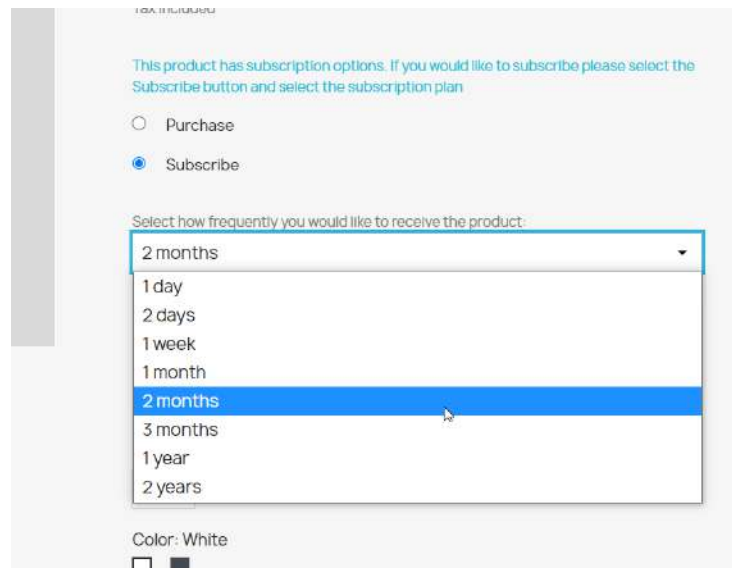 Tax included
This product has subscription options. If you would like to subscribe please select the
Subscribe button and select the subscription plan
Purchase
Subscribe
Select how frequently you would like to receive the product:
2 months
1 day
2 days
1 week
1 month
2 months
3 months
1 year
2 years
Color: White